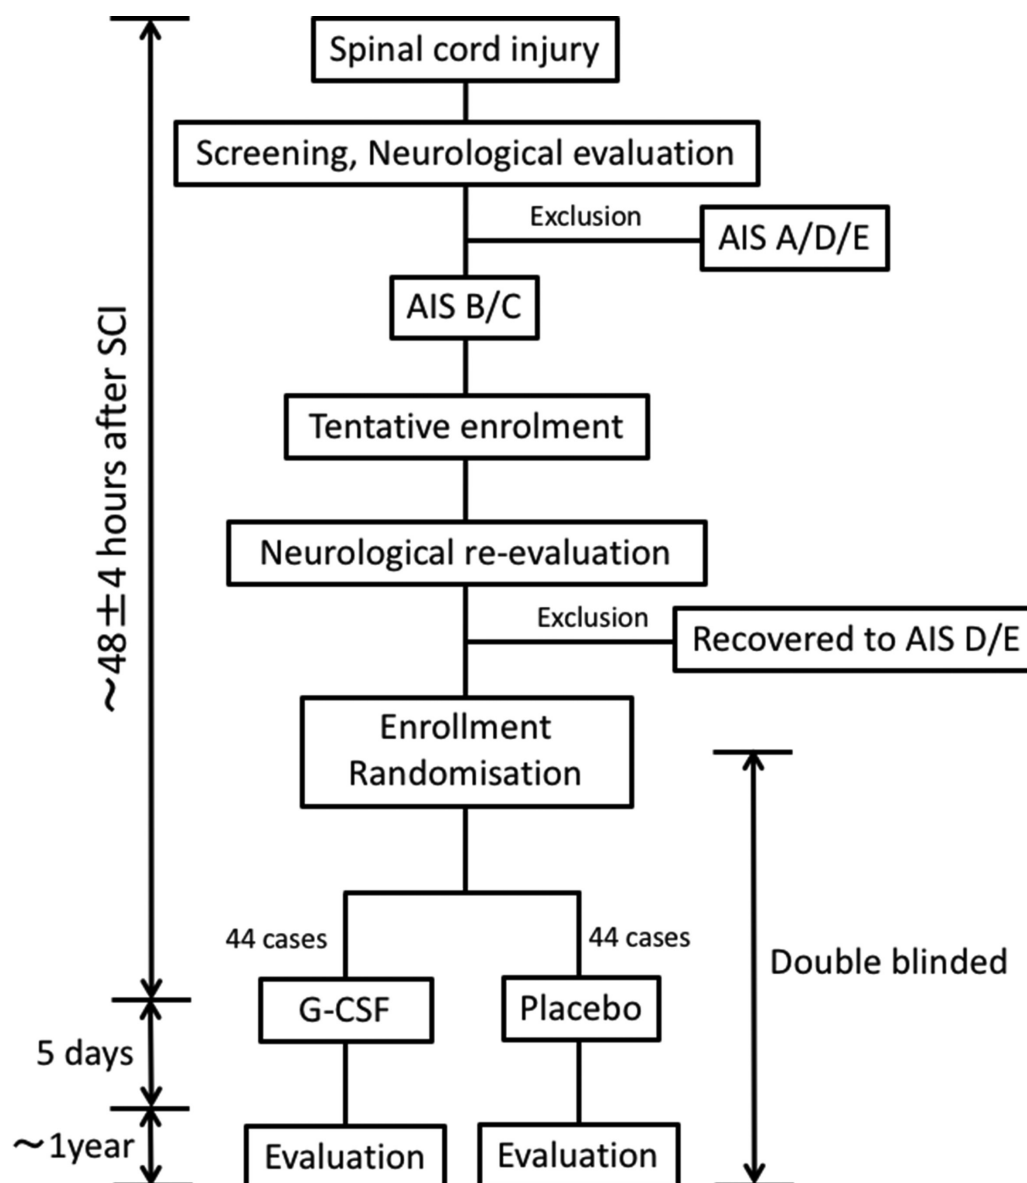 Spinal cord injury
Screening, Neurological evaluation
Exclusion
AIS A/D/E
AIS B/C
Tentative enrolment
Neurological re-evaluation
Exclusion
Recovered to AIS D/E
Enrollment
Randomisation
~48±4 hours after SCI
44 cases
44 cases
G-CSF
Placebo
Double blinded
5 days
~1year
Evaluation
Evaluation